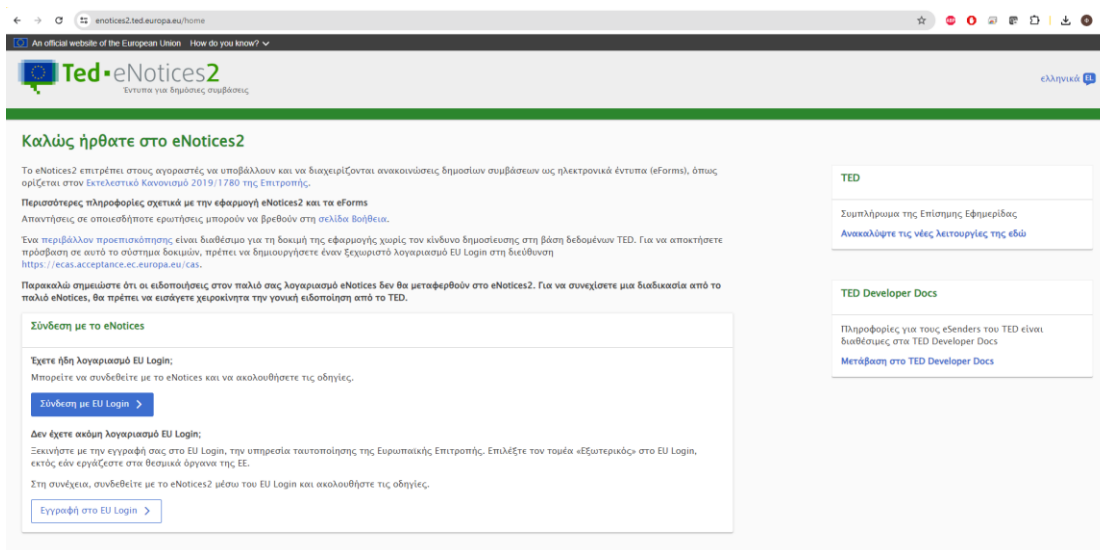 enotices2.ted.europa.eu/home
An official website of the European Union How do you know?
Ted eNotices2
Έντυπα για δημόσιες συμβάσεις
ελληνικά EL
Καλώς ήρθατε στο eNotices2
Το eNotices2 επιτρέπει στους αγοραστές να υποβάλλουν και να διαχειρίζονται ανακοινώσεις δημοσίων συμβάσεων ως ηλεκτρονικά έντυπα (eForms), όπως
ορίζεται στον Εκτελεστικό Κανονισμό 2019/1780 της Επιτροπής.
Περισσότερες πληροφορίες σχετικά με την εφαρμογή eNotices2 και τα eForms
Απαντήσεις σε οποιεσδήποτε ερωτήσεις μπορούν να βρεθούν στη σελίδα Βοήθεια.
Ένα περιβάλλον προεπισκόπησης είναι διαθέσιμο για τη δοκιμή της εφαρμογής χωρίς τον κίνδυνο δημοσίευσης στη βάση δεδομένων TED. Για να αποκτήσετε
πρόσβαση σε αυτό το σύστημα δοκιμών, πρέπει να δημιουργήσετε έναν ξεχωριστό λογαριασμό EU Login στη διεύθυνση
https://ecas.acceptance.ec.europa.eu/cas.
Παρακαλώ σημειώστε ότι οι ειδοποιήσεις στον παλιό σας λογαριασμό eNotices δεν θα μεταφερθούν στο eNotices2. Για να συνεχίσετε μια διαδικασία από το
παλιό eNotices, θα πρέπει να εισάγετε χειροκίνητα την γονική ειδοποίηση από το TED.
Σύνδεση με το eNotices
Έχετε ήδη λογαριασμό EU Login;
Μπορείτε να συνδεθείτε με το eNotices και να ακολουθήσετε τις οδηγίες.
Σύνδεση με EU Login
Δεν έχετε ακόμη λογαριασμό EU Login;
Ξεκινήστε με την εγγραφή σας στο EU Login, την υπηρεσία ταυτοποίησης της Ευρωπαϊκής Επιτροπής. Επιλέξτε τον τομέα «Εξωτερικός» στο EU Login,
εκτός εάν εργάζεστε στα θεσμικά όργανα της ΕΕ.
Στη συνέχεια, συνδεθείτε με το eNotices2 μέσω του EU Login και ακολουθήστε τις οδηγίες.
Εγγραφή στο EU Login
TED
Συμπλήρωμα της Επίσημης Εφημερίδας
Ανακαλύψτε τις νέες λειτουργίες της εδώ
TED Developer Docs
Πληροφορίες για τους eSenders του TED είναι
διαθέσιμες στα TED Developer Docs
Μετάβαση στο TED Developer Docs